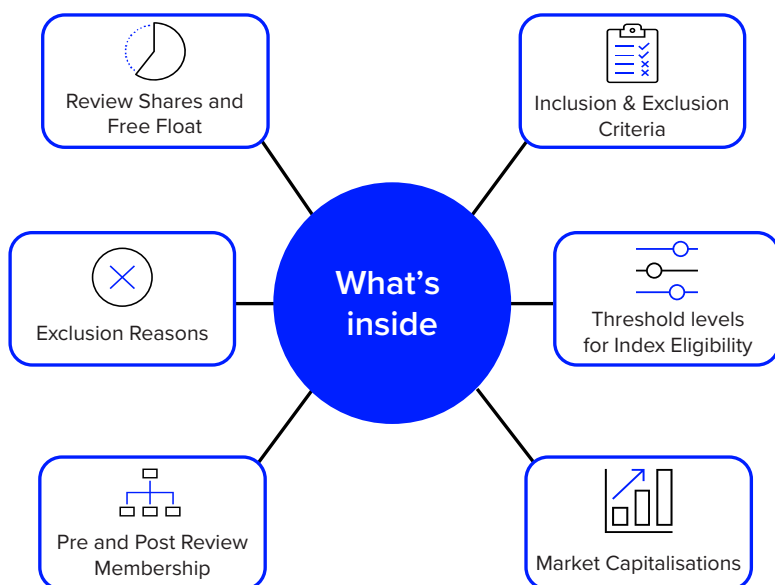 Review Shares and
Free Float
Inclusion & Exclusion
Criteria
What's
inside
Exclusion Reasons
Threshold levels
for Index Eligibility
Pre and Post Review
Membership
Market Capitalisations